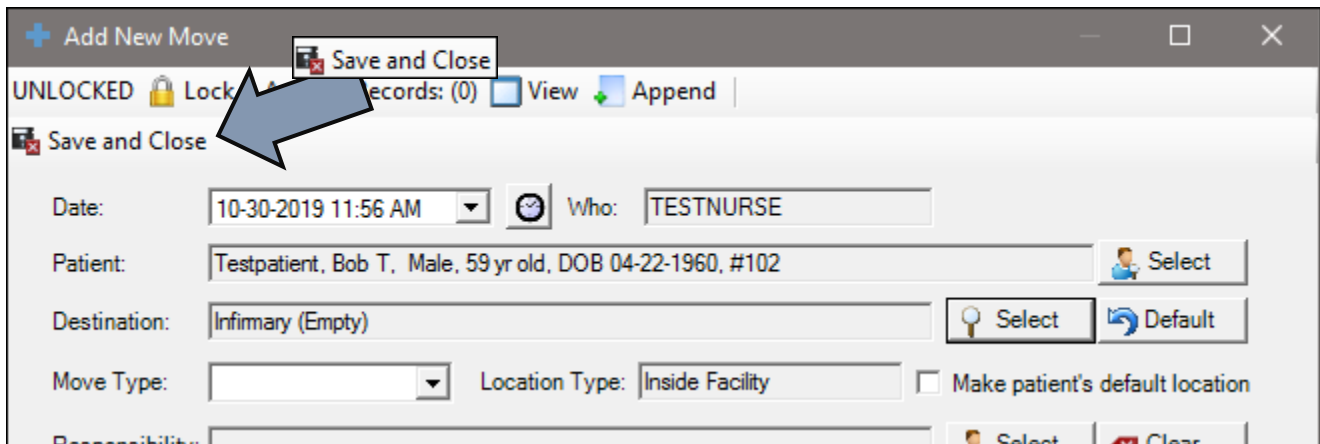 Add New Move
Save and Close
UNLOCKED Lock ecords: (0) View Append
Save and Close
Date: 10-30-2019 11:56 AM Who: TESTNURSE
Patient: Testpatient, Bob T, Male, 59 yr old, DOB 04-22-1960, #102 Select
Destination: Infirmary (Empty) Select Default
Move Type: Location Type: Inside Facility Make patient's default location
Responsibility: Select Clear